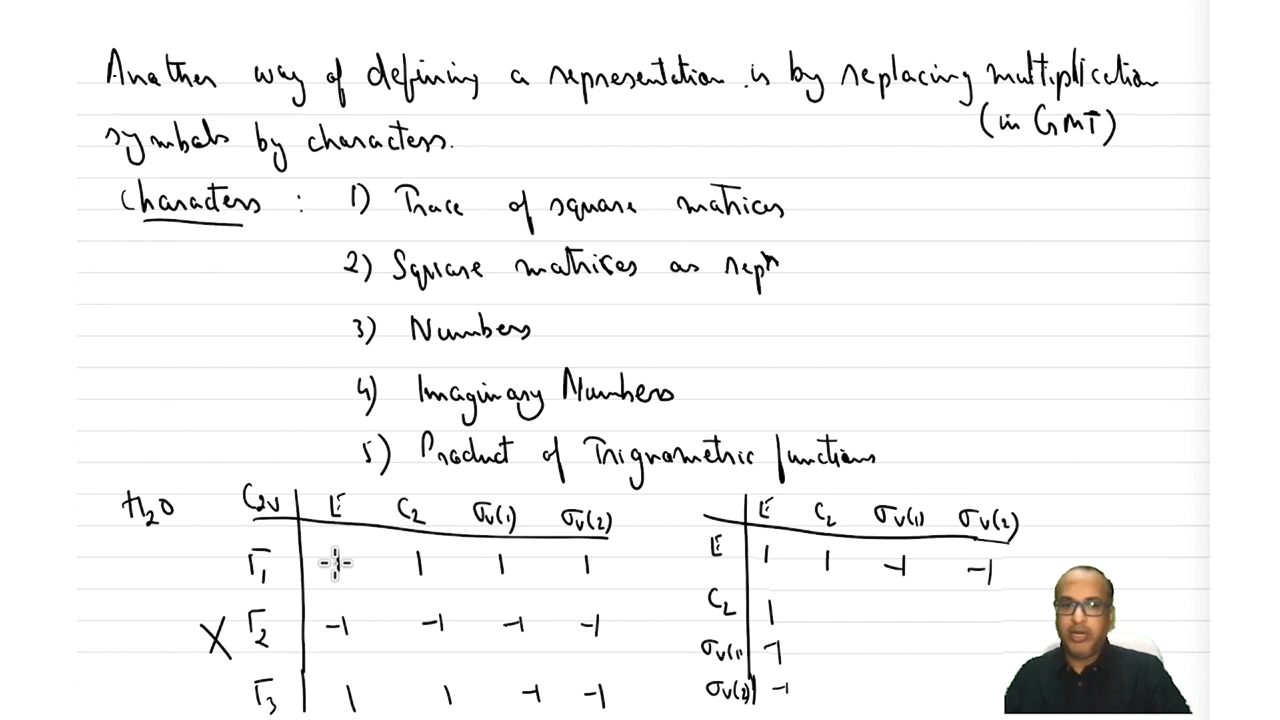 Another way of defining a representation is by replacing multiplication
(in GMT)
symbols by characters.
Characters : 1) Trace of square matrices
2) Square matrices as repn
3) Numbers
4) Imaginary Numbers
5) Product of Trignometric functions
H2O C2v E C2 σv(1) σv(2)
Γ1 1 1 1
X Γ2 -1 -1 -1 -1
Γ3 1 1 -1 -1
E C2 σv(1) σv(2)
E 1 1 -1 -1
C2 1
σv(1) -1
σv(2) -1